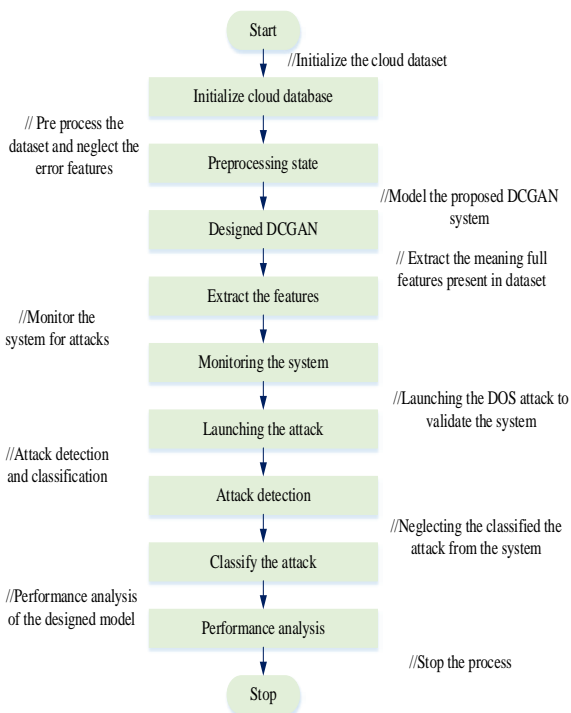 Start
//Initialize the cloud dataset
Initialize cloud database
// Pre process the
dataset and neglect the
error features
Preprocessing state
//Model the proposed DCGAN
system
Designed DCGAN
// Extract the meaning full
features present in dataset
Extract the features
//Monitor the
system for attacks
Monitoring the system
//Launching the DOS attack to
validate the system
Launching the attack
//Attack detection
and classification
Attack detection
//Neglecting the classified the
attack from the system
Classify the attack
//Performance analysis
of the designed model
Performance analysis
//Stop the process
Stop